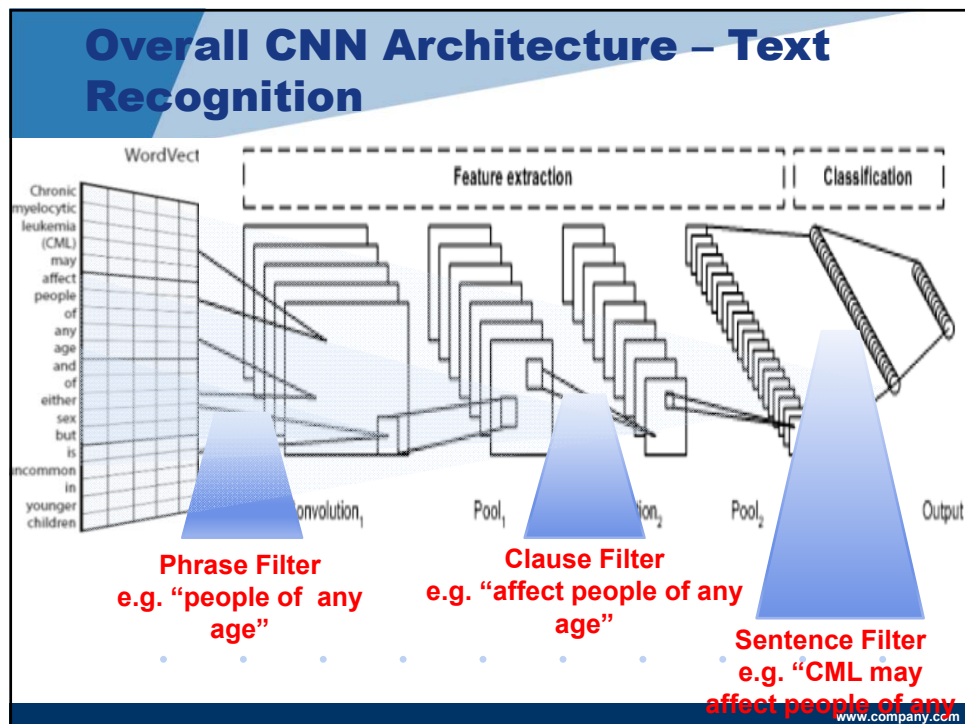 Overall CNN Architecture – Text
Recognition
WordVect
Feature extraction
Classification
Chronic
myelocytic
leukemia
(CML)
may
affect
people
of
any
age
and
of
either
sex
but
is
uncommon
in
younger
children
onvolution1
Pool1
tion2
Pool2
Output
Phrase Filter
e.g. “people of any
age”
Clause Filter
e.g. “affect people of any
age”
Sentence Filter
e.g. “CML may
affect people of any
www.company.com